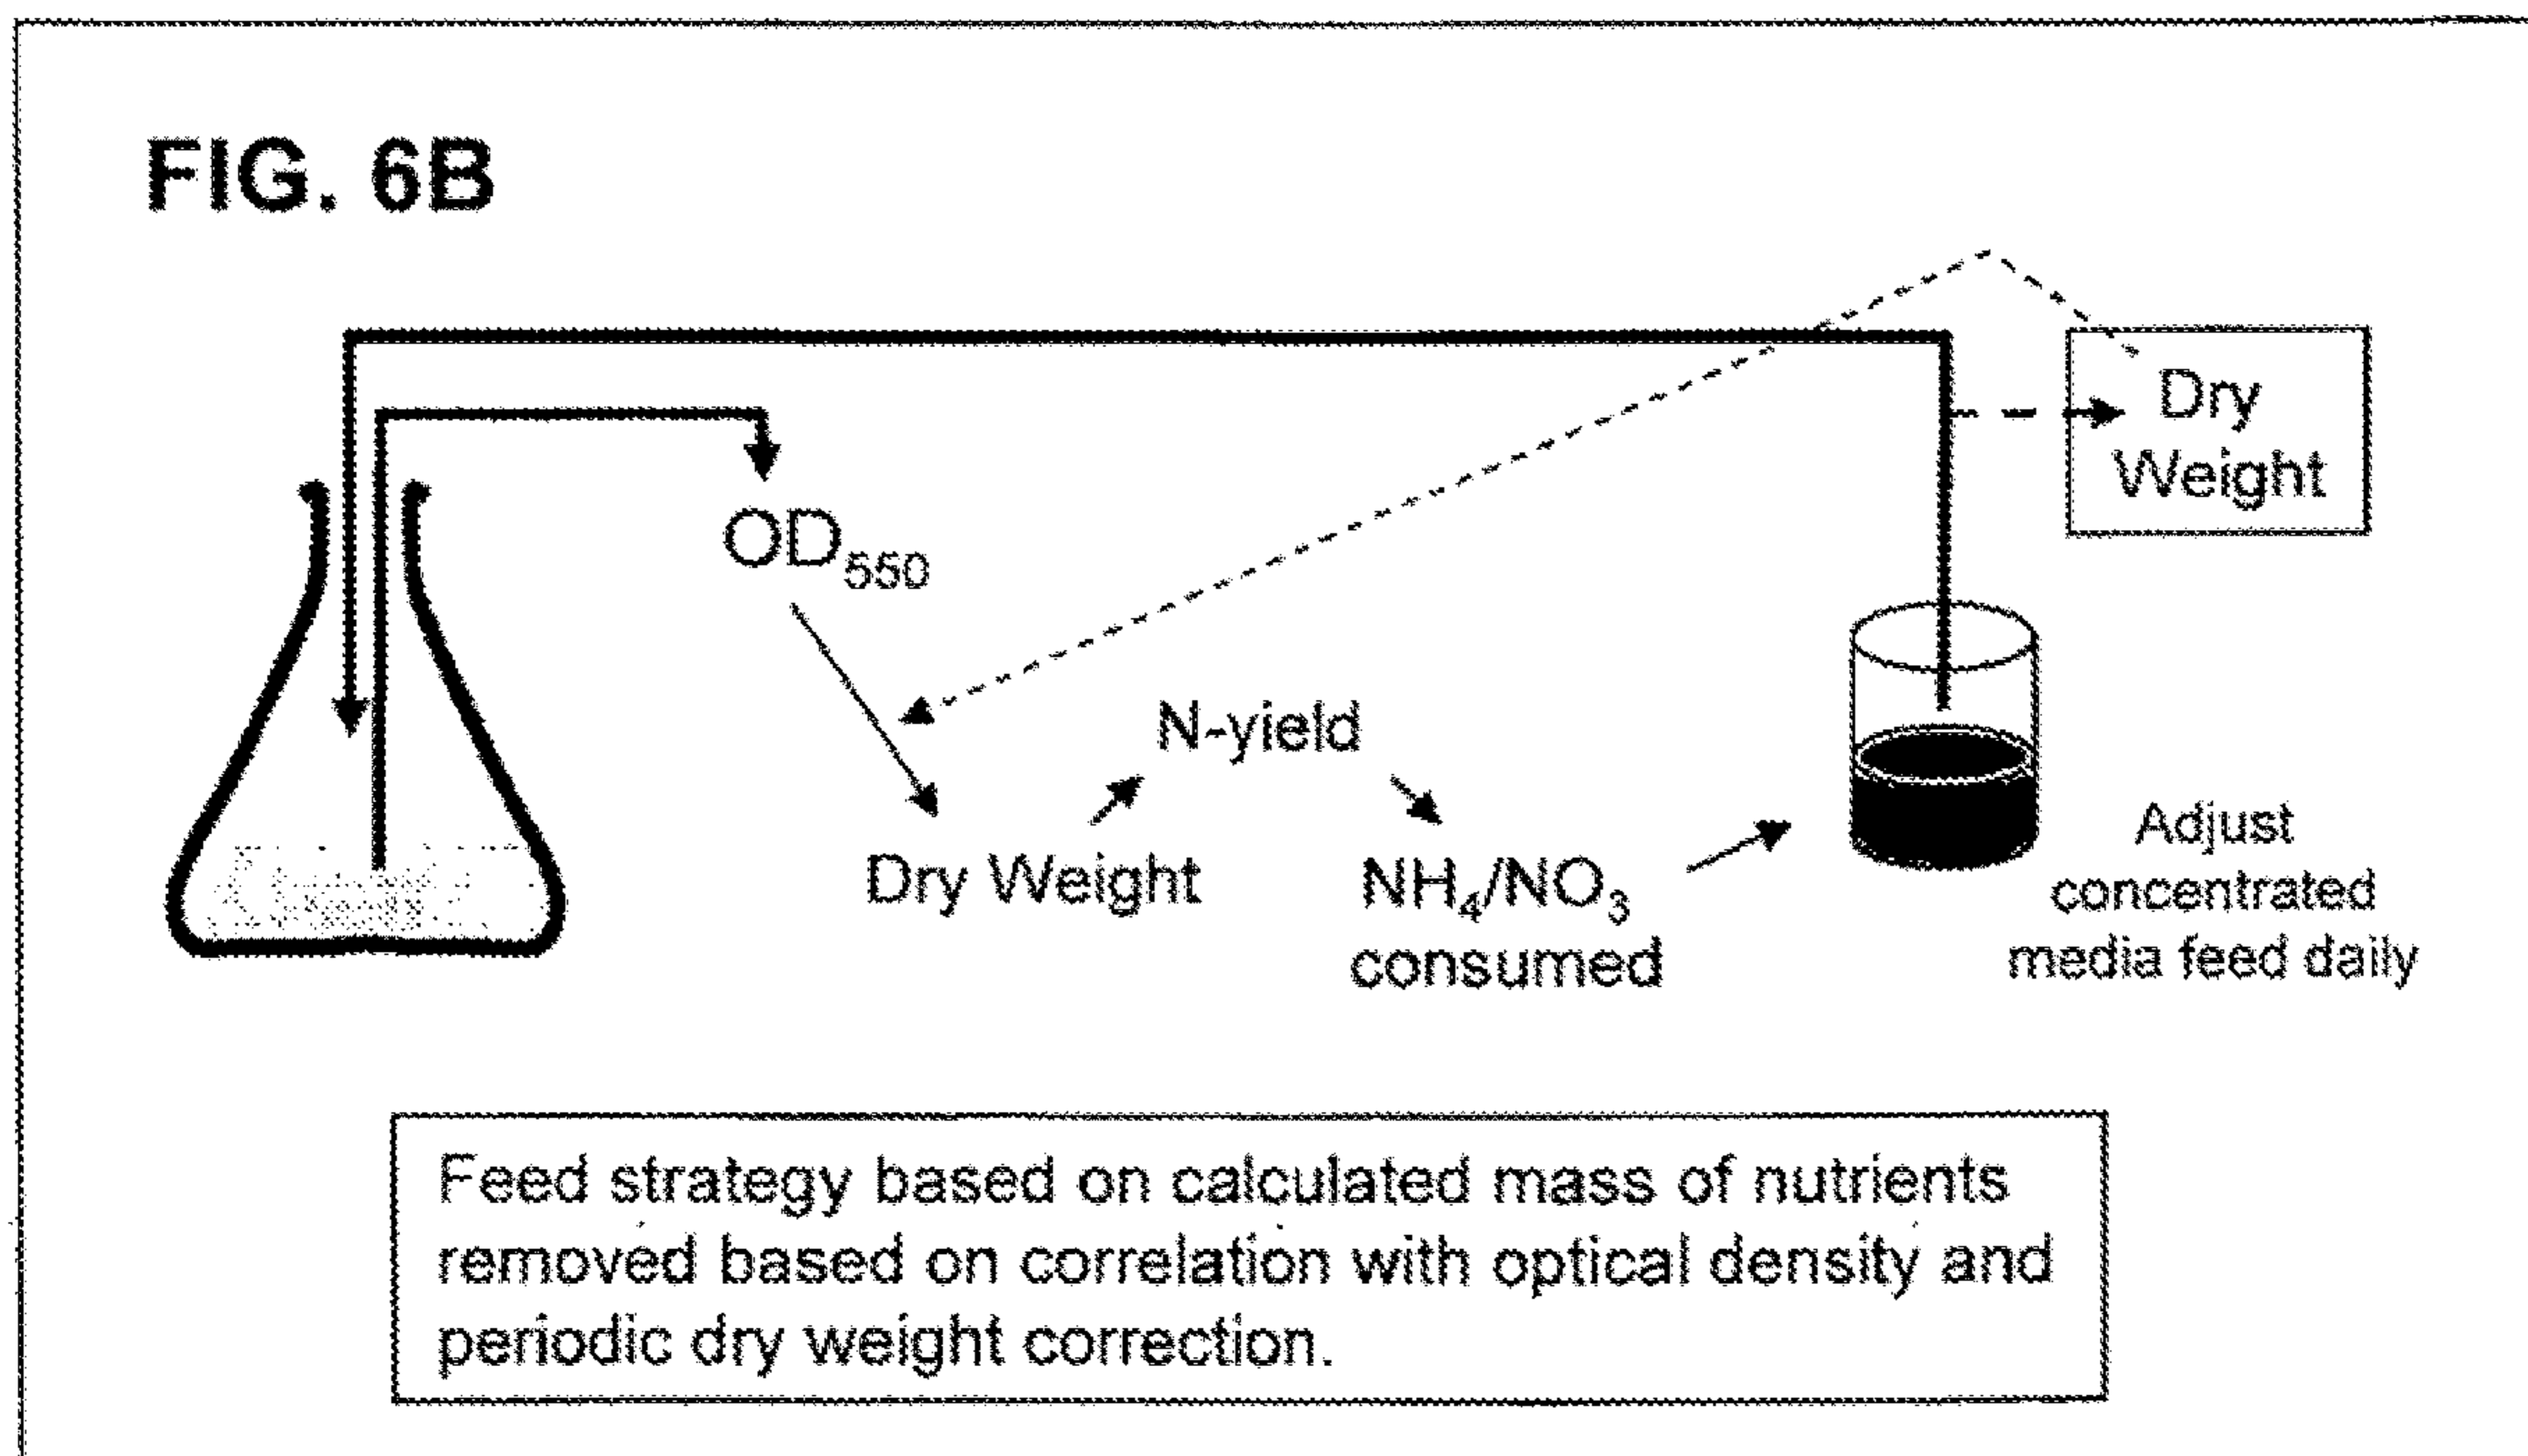 FIG. 6B
Dry
Weight
OD₅₅₀
N-yield
Dry Weight
NH₄/NO₃
consumed
Adjust
concentrated
media feed daily
Feed strategy based on calculated mass of nutrients
removed based on correlation with optical density and
periodic dry weight correction.